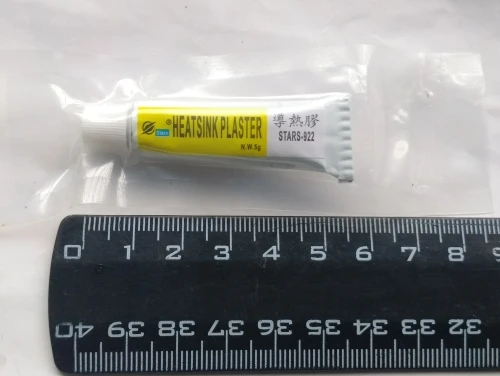 ®HEATSINK PLASTER
Stars
N.W.5g
導熱膠
STARS-922
0 1 2 3 4 5 6 7 8 9
40 39 38 37 36 35 34 33 32